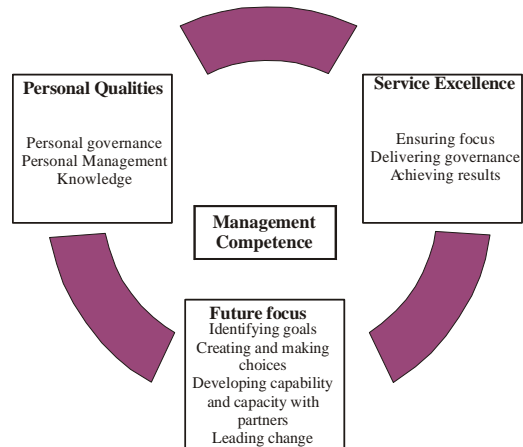 Personal Qualities
Personal governance
Personal Management
Knowledge
Service Excellence
Ensuring focus
Delivering governance
Achieving results
Management
Competence
Future focus
Identifying goals
Creating and making
choices
Developing capability
and capacity with
partners
Leading change